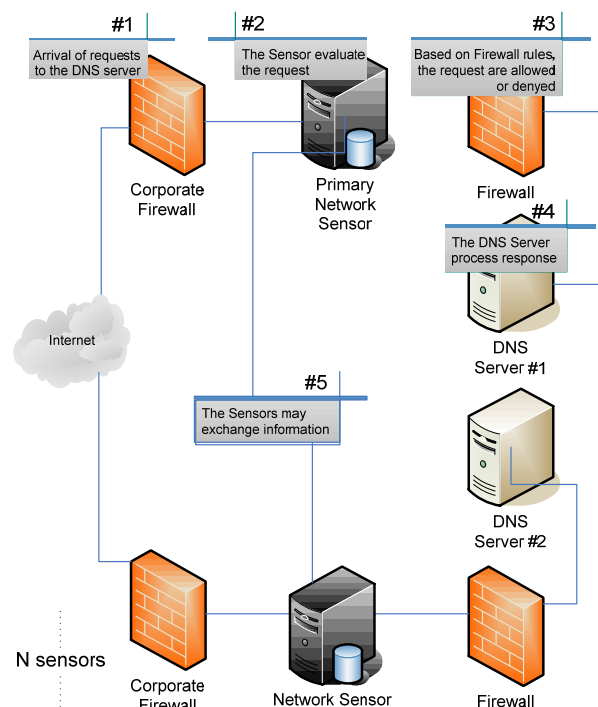 #1
Arrival of requests
to the DNS server
#2
The Sensor evaluate
the request
#3
Based on Firewall rules,
the request are allowed
or denyed
Corporate
Firewall
Primary
Network
Sensor
Firewall
#4
The DNS Server
process response
Internet
DNS
Server #1
#5
The Sensors may
exchange information
DNS
Server #2
N sensors
Corporate
Firewall
Network Sensor
Firewall